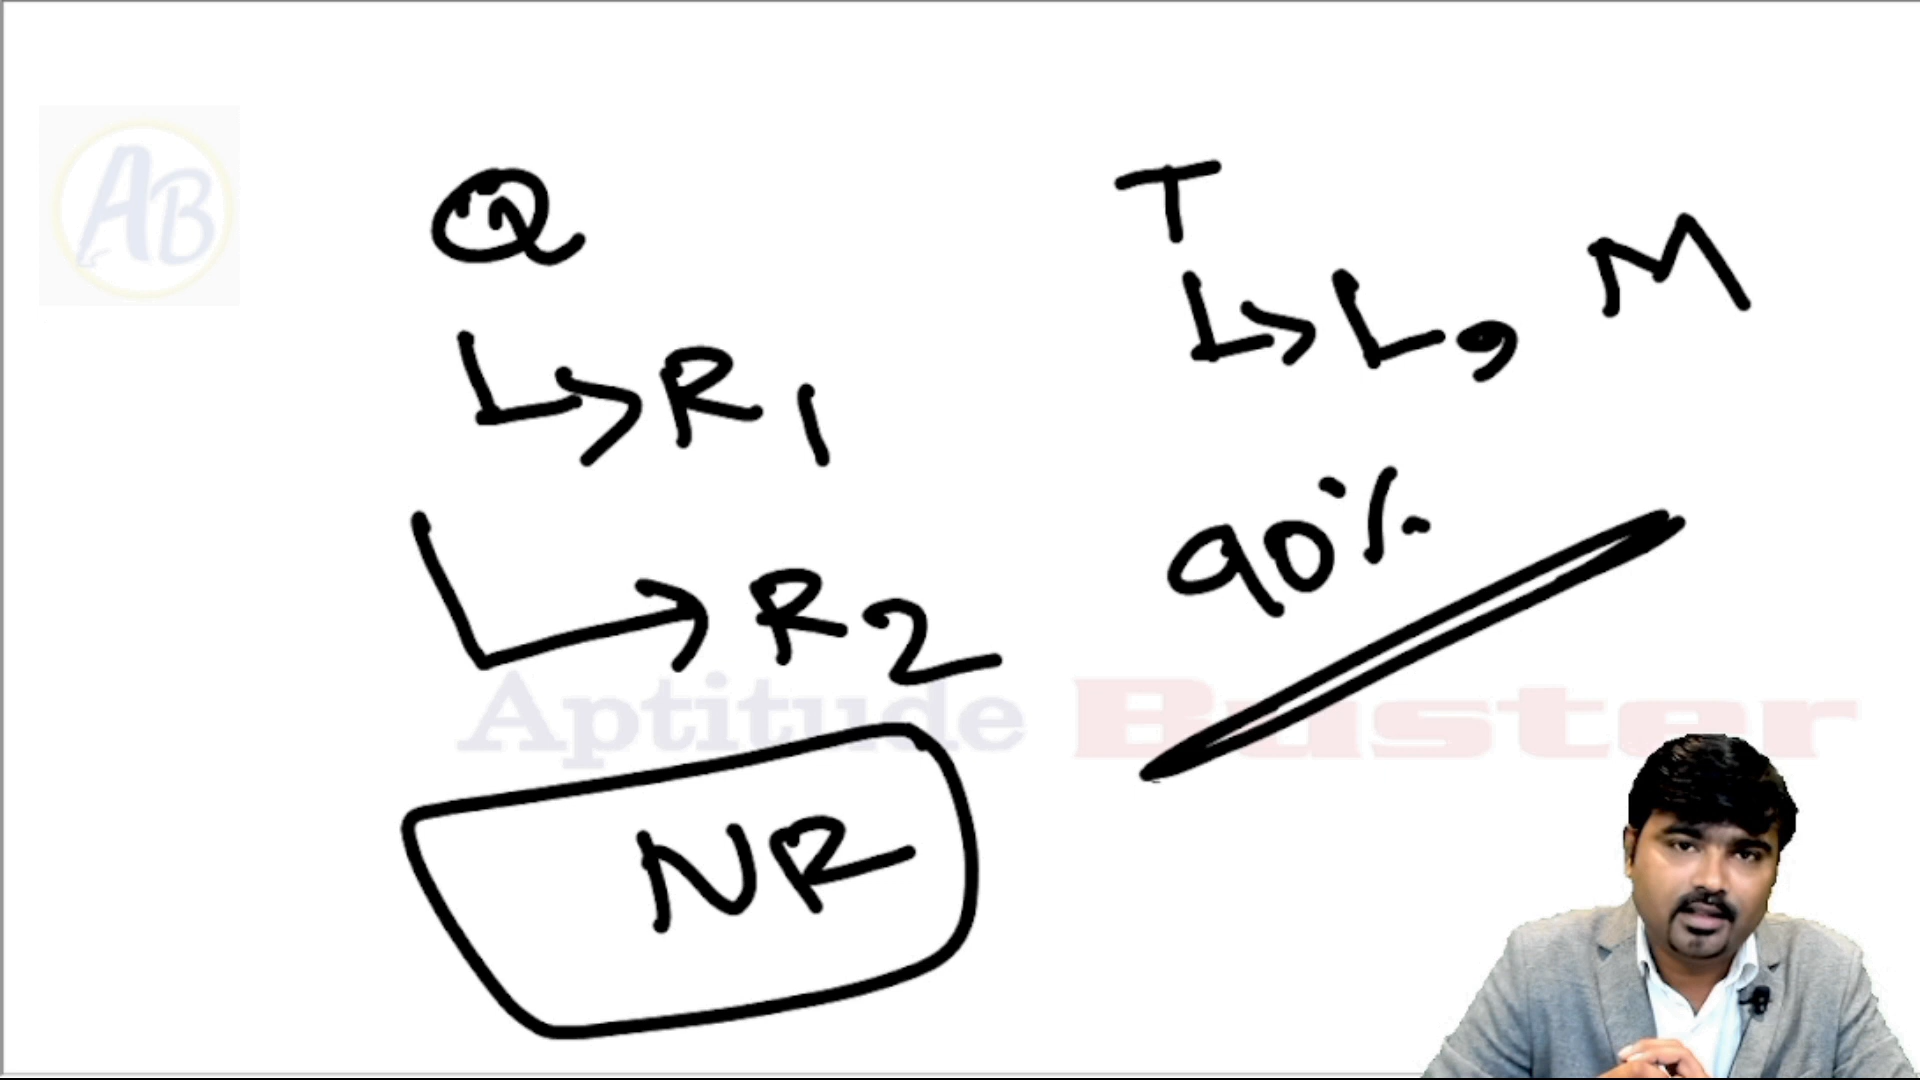 AB
Q
↳ R1
↳ R2
NR
T
↳ L, M
90%
Aptitude Buster